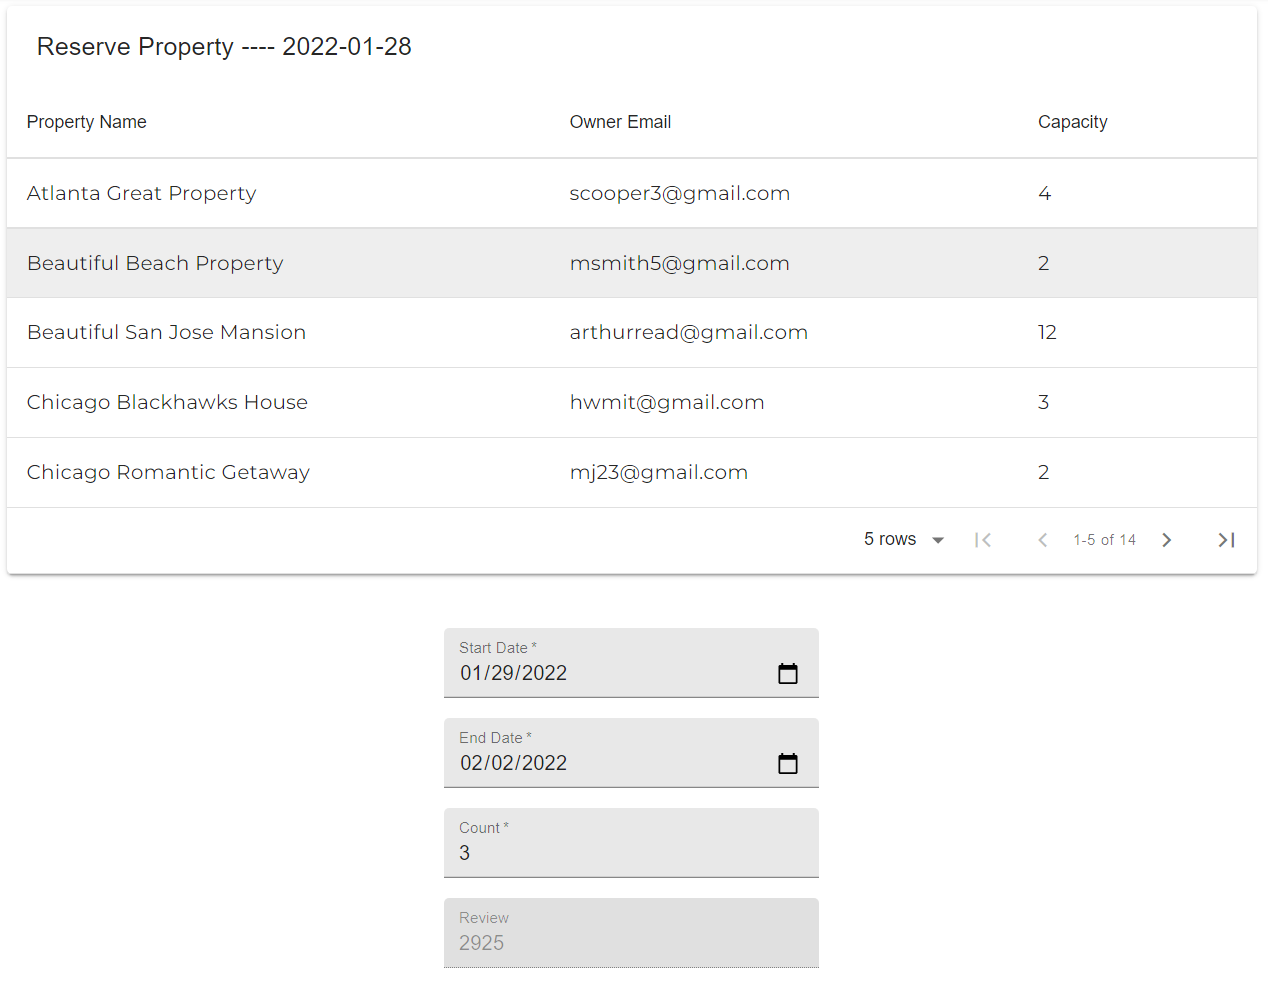 Reserve Property ---- 2022-01-28
Property Name Owner Email Capacity
Atlanta Great Property scooper3@gmail.com 4
Beautiful Beach Property msmith5@gmail.com 2
Beautiful San Jose Mansion arthurread@gmail.com 12
Chicago Blackhawks House hwmit@gmail.com 3
Chicago Romantic Getaway mj23@gmail.com 2
5 rows 1-5 of 14
Start Date *
01/29/2022
End Date *
02/02/2022
Count *
3
Review
2925